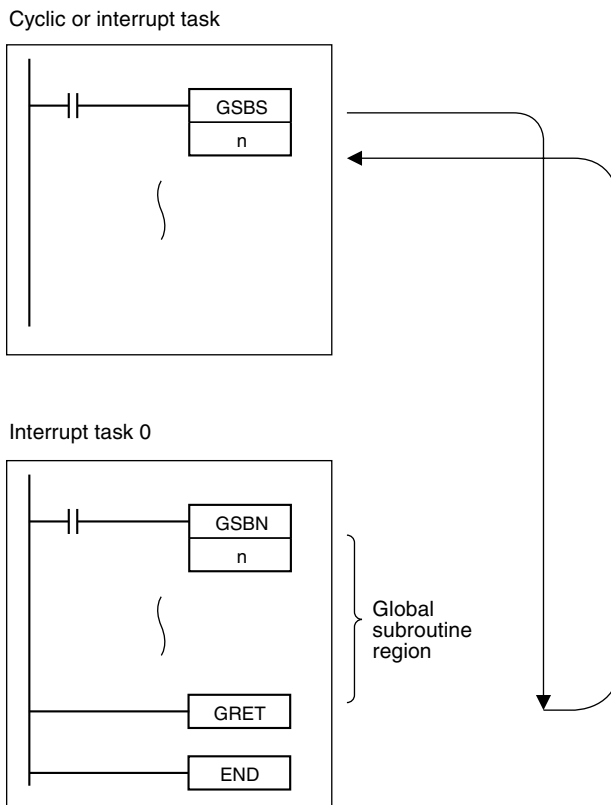 Cyclic or interrupt task
GSBS
n
Interrupt task 0
GSBN
n
Global
subroutine
region
GRET
END